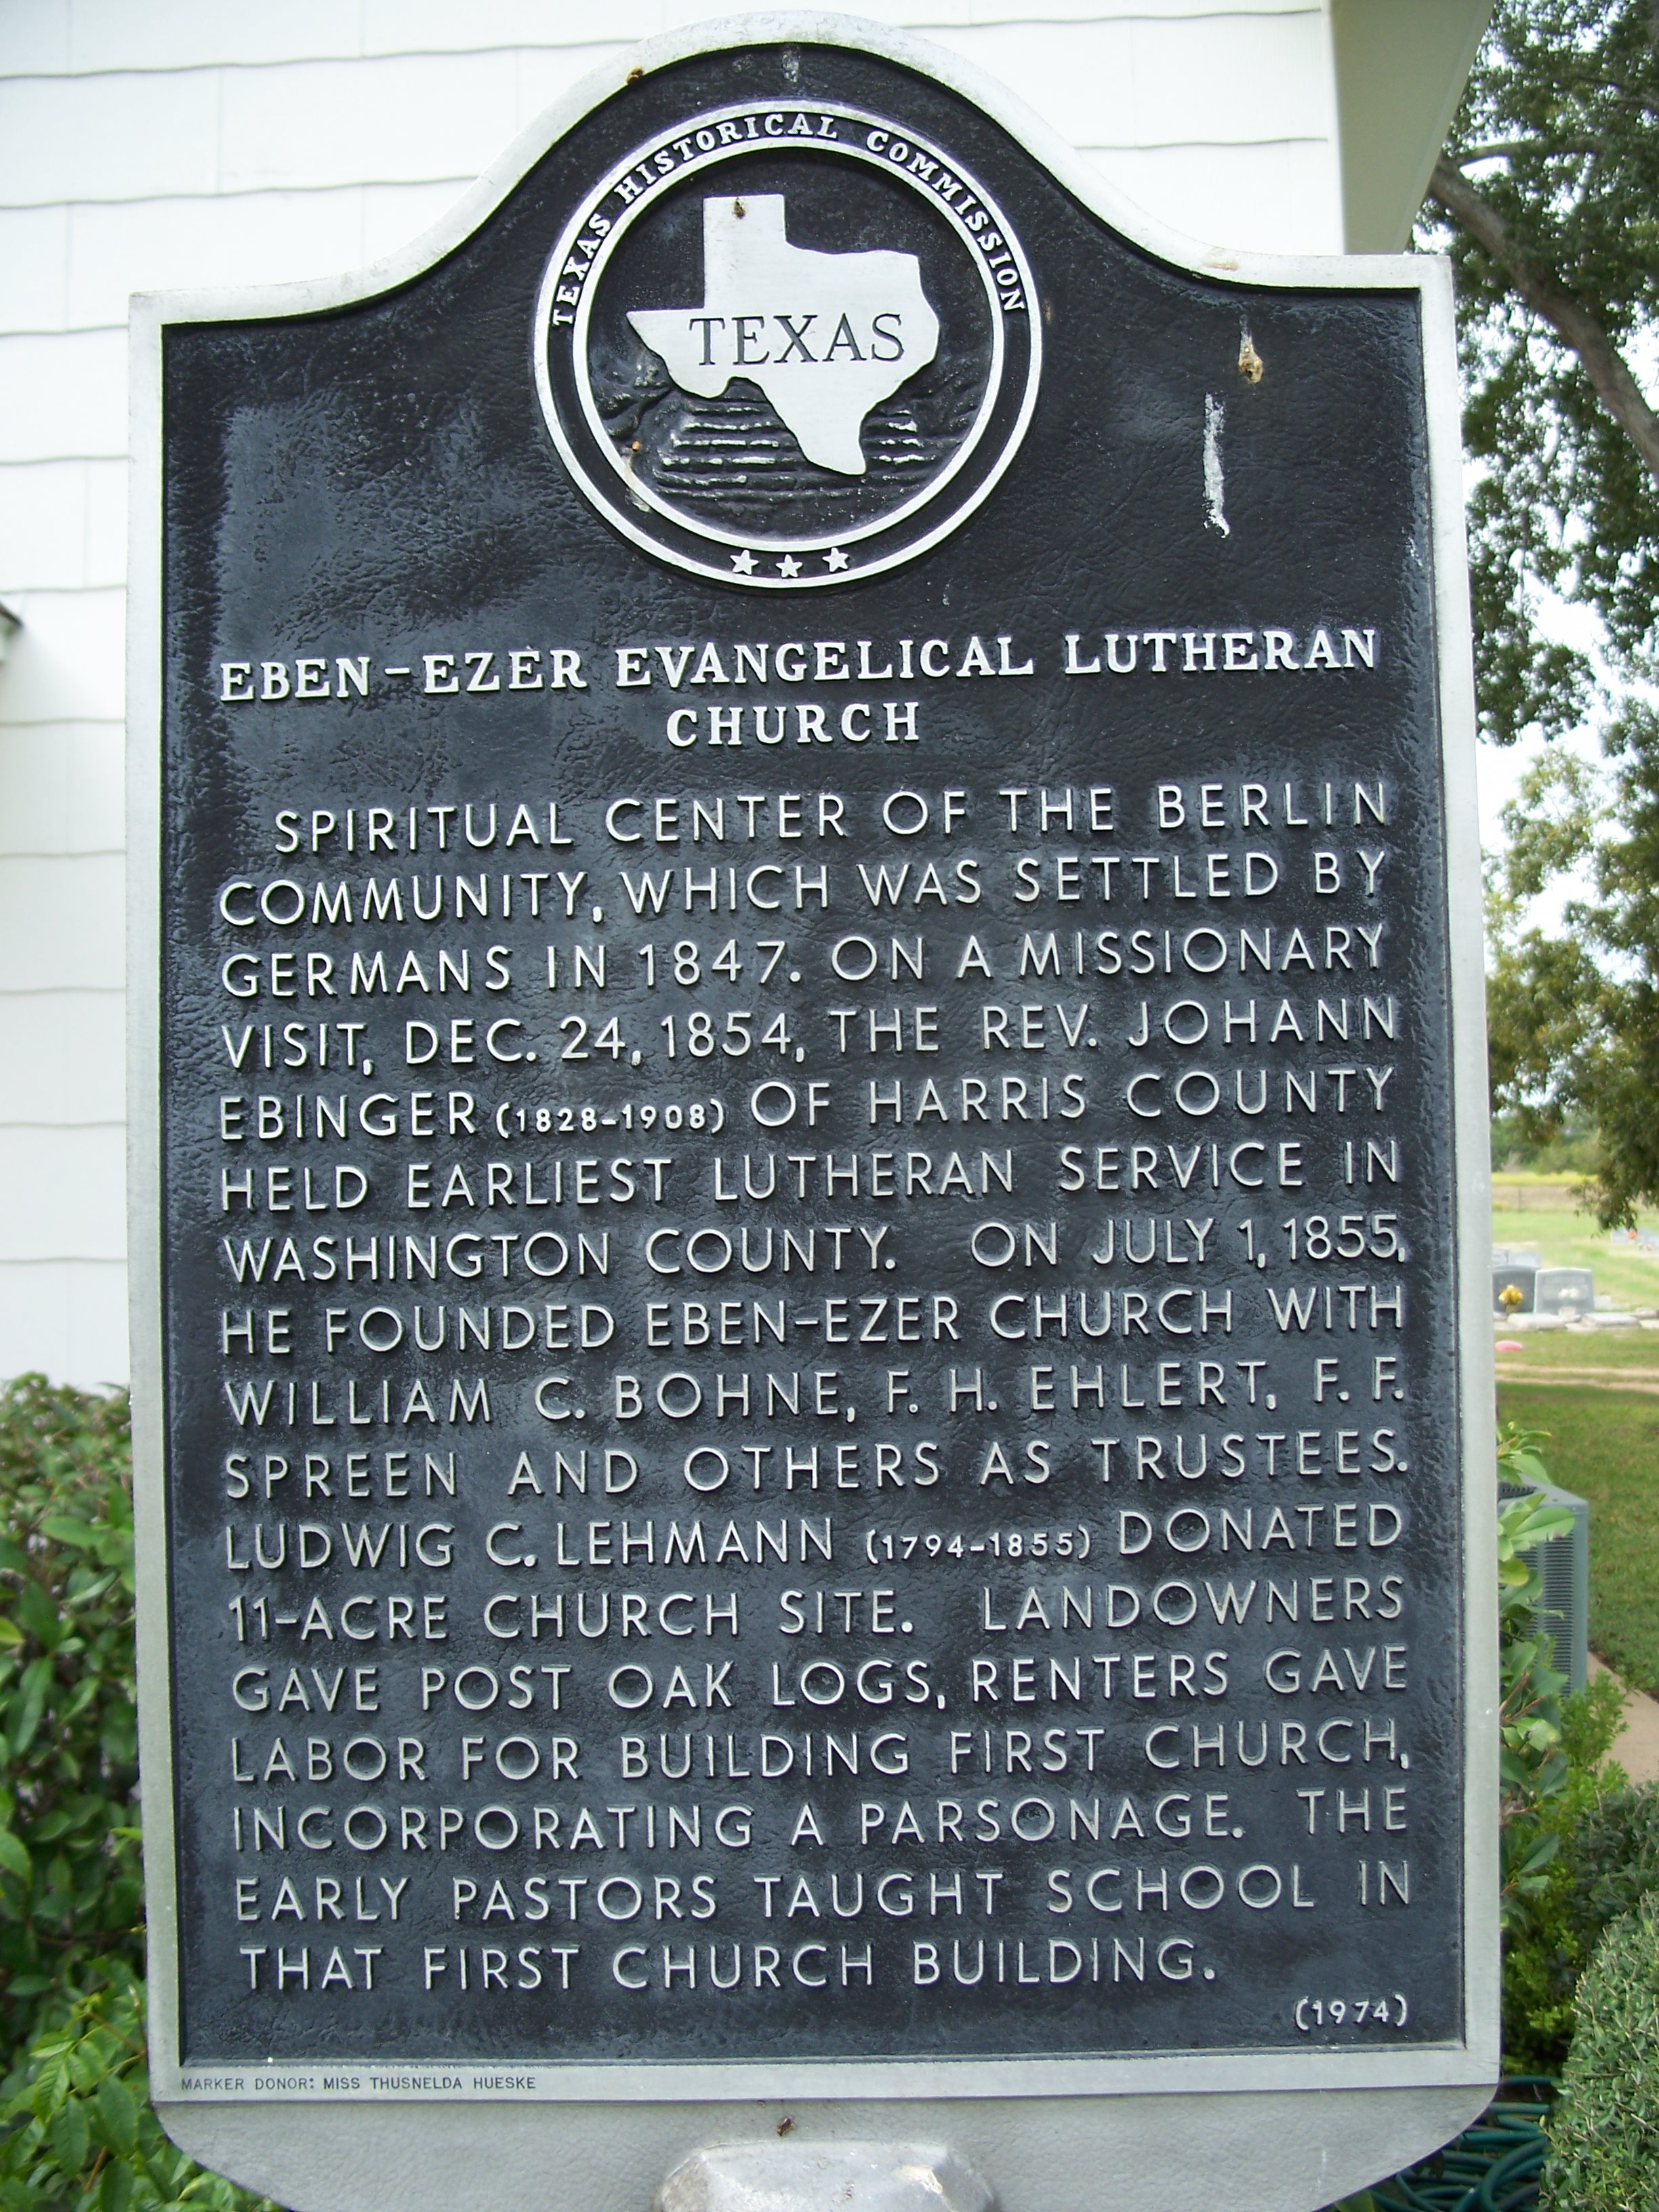 TEXAS HISTORICAL COMMISSION
TEXAS
EBEN-EZER EVANGELICAL LUTHERAN
CHURCH
SPIRITUAL CENTER OF THE BERLIN
COMMUNITY, WHICH WAS SETTLED BY
GERMANS IN 1847. ON A MISSIONARY
VISIT, DEC. 24, 1854, THE REV. JOHANN
EBINGER (1828-1908) OF HARRIS COUNTY
HELD EARLIEST LUTHERAN SERVICE IN
WASHINGTON COUNTY. ON JULY 1, 1855,
HE FOUNDED EBEN-EZER CHURCH WITH
WILLIAM C. BOHNE, F. H. EHLERT, F. F.
SPREEN AND OTHERS AS TRUSTEES.
LUDWIG C. LEHMANN (1794-1855) DONATED
11-ACRE CHURCH SITE. LANDOWNERS
GAVE POST OAK LOGS, RENTERS GAVE
LABOR FOR BUILDING FIRST CHURCH,
INCORPORATING A PARSONAGE. THE
EARLY PASTORS TAUGHT SCHOOL IN
THAT FIRST CHURCH BUILDING.
(1974)
MARKER DONOR: MISS THUSNELDA HUESKE